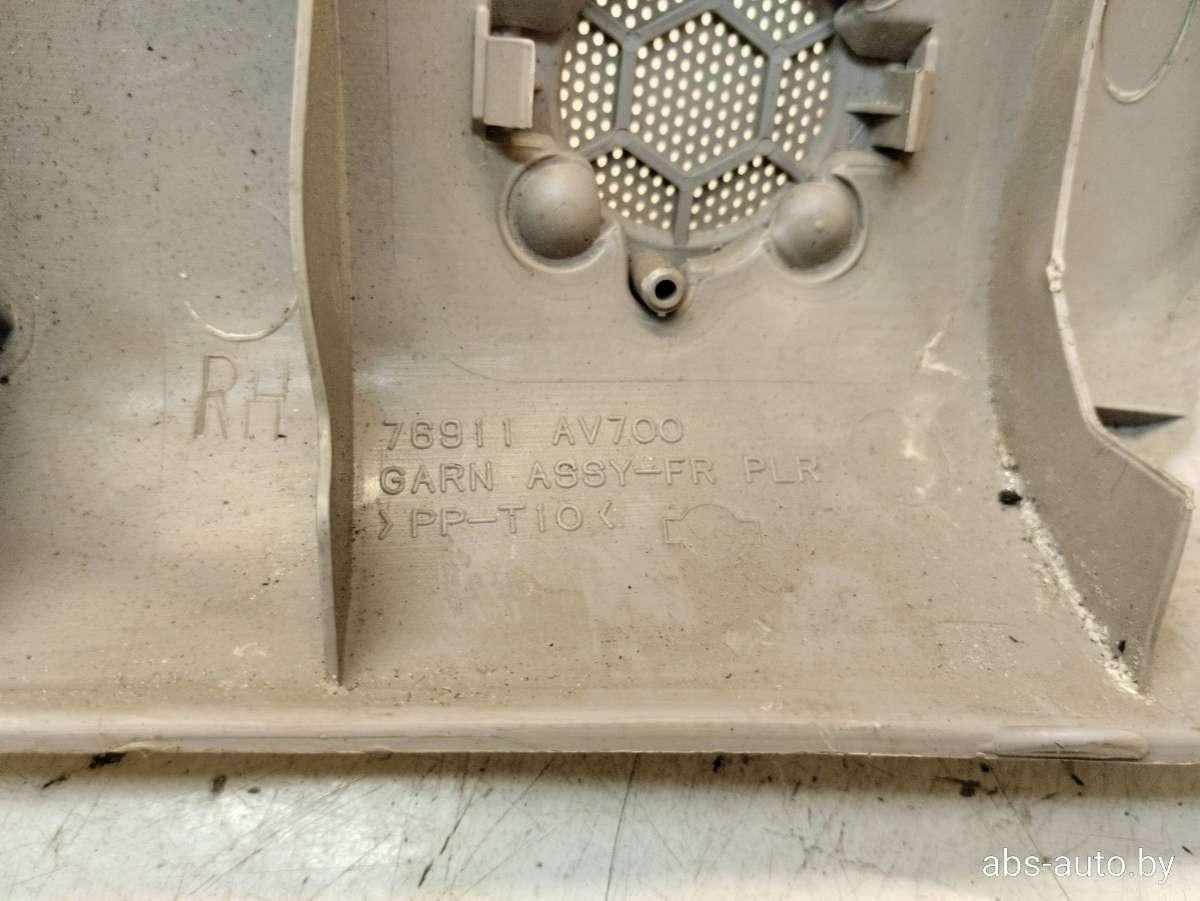 RH
76911 AV700
GARN ASSY-FR PLR
>PP-T10<
abs-auto.by